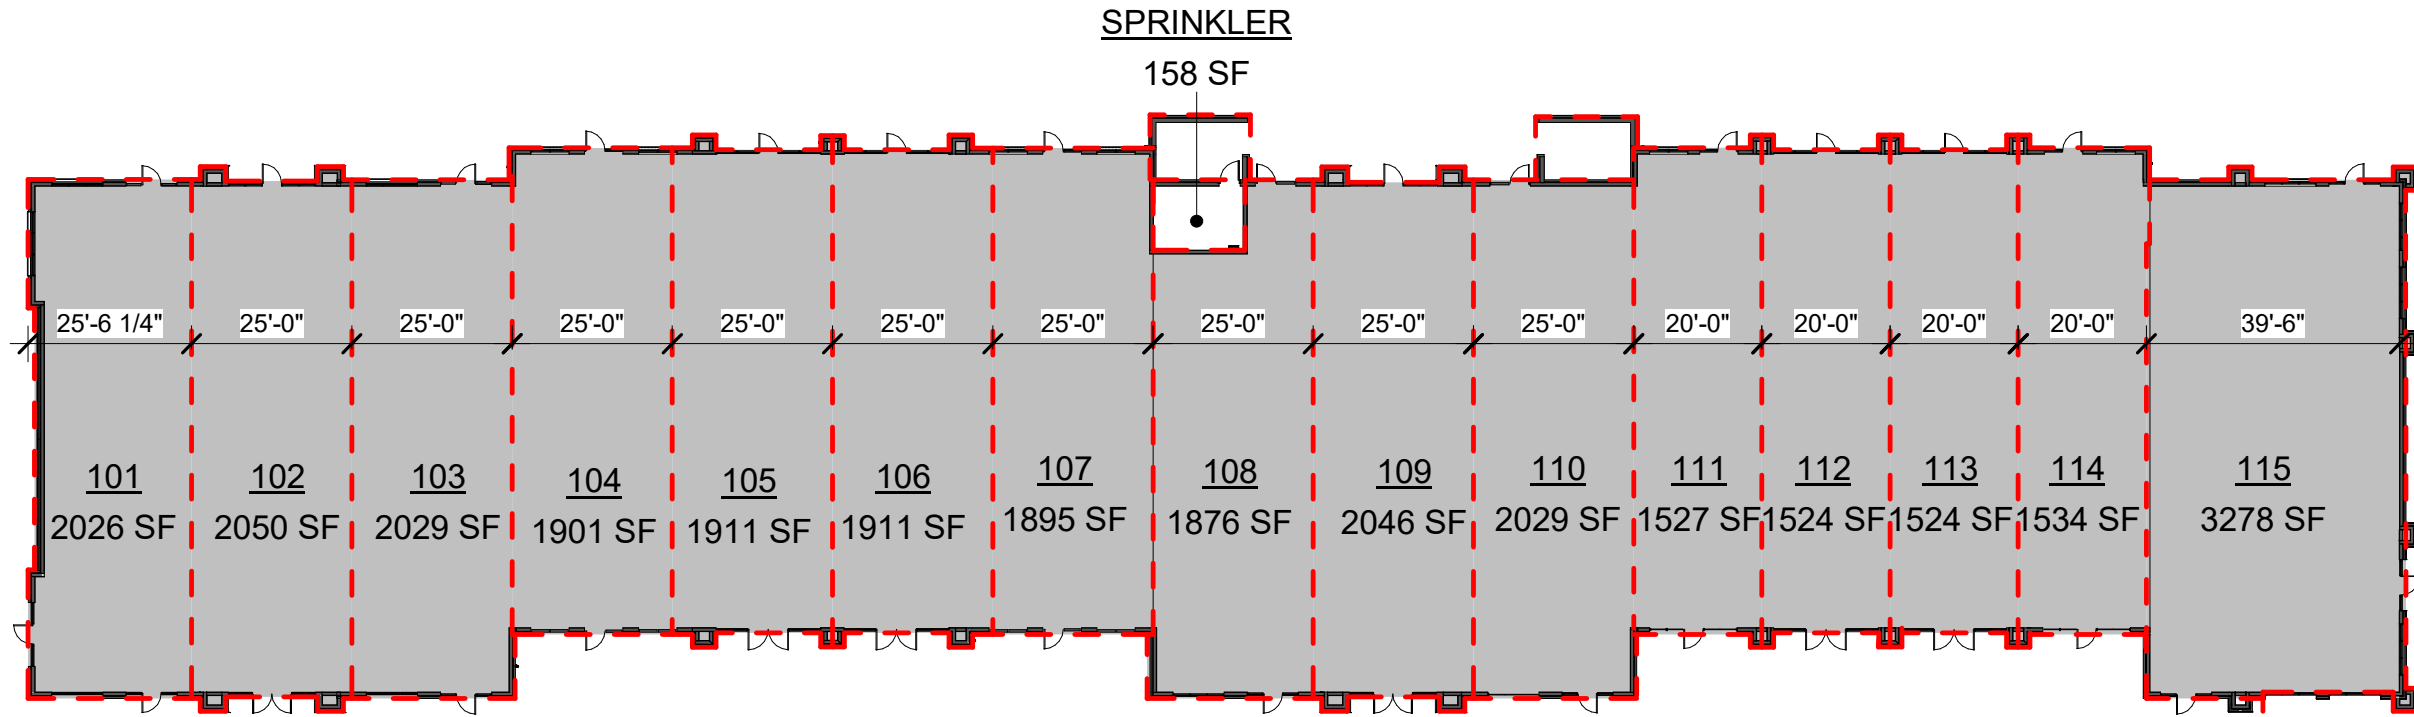 SPRINKLER
158 SF
25'-6 1/4"
25'-0"
25'-0"
25'-0"
25'-0"
25'-0"
25'-0"
25'-0"
25'-0"
25'-0"
20'-0"
20'-0"
20'-0"
20'-0"
39'-6"
101
2026 SF
102
2050 SF
103
2029 SF
104
1901 SF
105
1911 SF
106
1911 SF
107
1895 SF
108
1876 SF
109
2046 SF
110
2029 SF
111
1527 SF
112
1524 SF
113
1524 SF
114
1534 SF
115
3278 SF